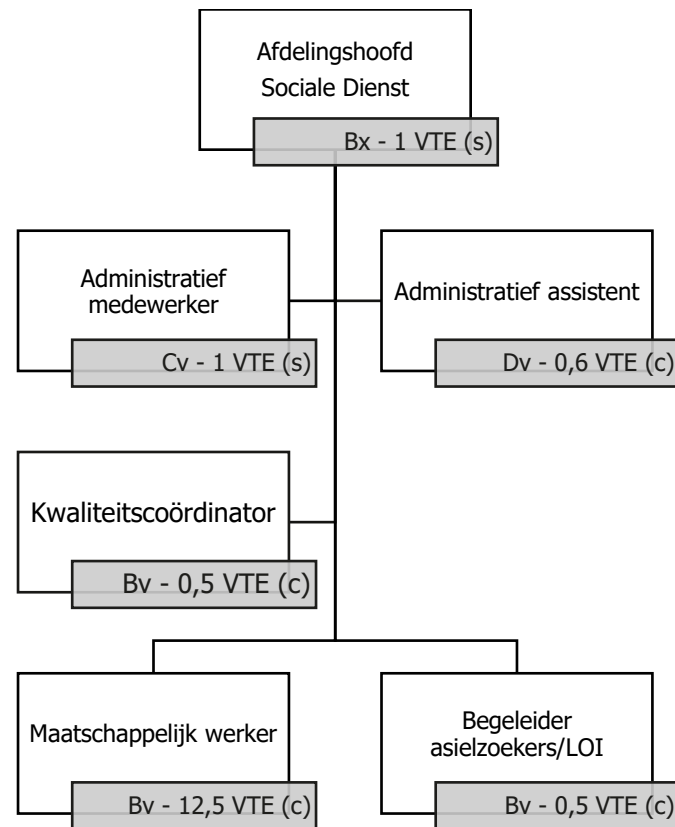 Afdelingshoofd
Sociale Dienst
Bx - 1 VTE (s)
Administratief
medewerker
Cv - 1 VTE (s)
Administratief assistent
Dv - 0,6 VTE (c)
Kwaliteitscoördinator
Bv - 0,5 VTE (c)
Maatschappelijk werker
Bv - 12,5 VTE (c)
Begeleider
asielzoekers/LOI
Bv - 0,5 VTE (c)